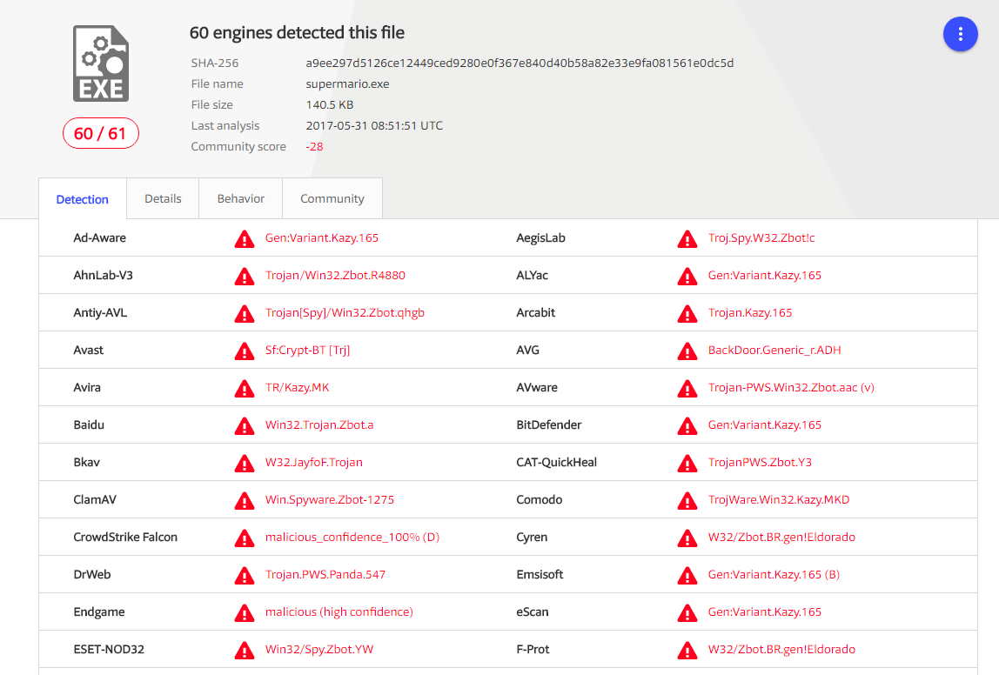 60 engines detected this file
SHA-256 a9ee297d5126ce12449ced9280e0f367e840d40b58a82e33e9fa081561e0dc5d
File name supermario.exe
File size 140.5 KB
Last analysis 2017-05-31 08:51:51 UTC
Community score -28
EXE
60 / 61
Detection Details Behavior Community
Ad-Aware Gen:Variant.Kazy.165 AegisLab Troj.Spy.W32.Zbot!c
AhnLab-V3 Trojan/Win32.Zbot.R4880 ALYac Gen:Variant.Kazy.165
Antiy-AVL Trojan[Spy]/Win32.Zbot.qhgb Arcabit Trojan.Kazy.165
Avast Sf:Crypt-BT [Trj] AVG BackDoor.Generic_r.ADH
Avira TR/Kazy.MK AVware Trojan-PWS.Win32.Zbot.aac (v)
Baidu Win32.Trojan.Zbot.a BitDefender Gen:Variant.Kazy.165
Bkav W32.JayfoF.Trojan CAT-QuickHeal TrojanPWS.Zbot.Y3
ClamAV Win.Spyware.Zbot-1275 Comodo TrojWare.Win32.Kazy.MKD
CrowdStrike Falcon malicious_confidence_100% (D) Cyren W32/Zbot.BR.gen!Eldorado
DrWeb Trojan.PWS.Panda.547 Emsisoft Gen:Variant.Kazy.165 (B)
Endgame malicious (high confidence) eScan Gen:Variant.Kazy.165
ESET-NOD32 Win32/Spy.Zbot.YW F-Prot W32/Zbot.BR.gen!Eldorado